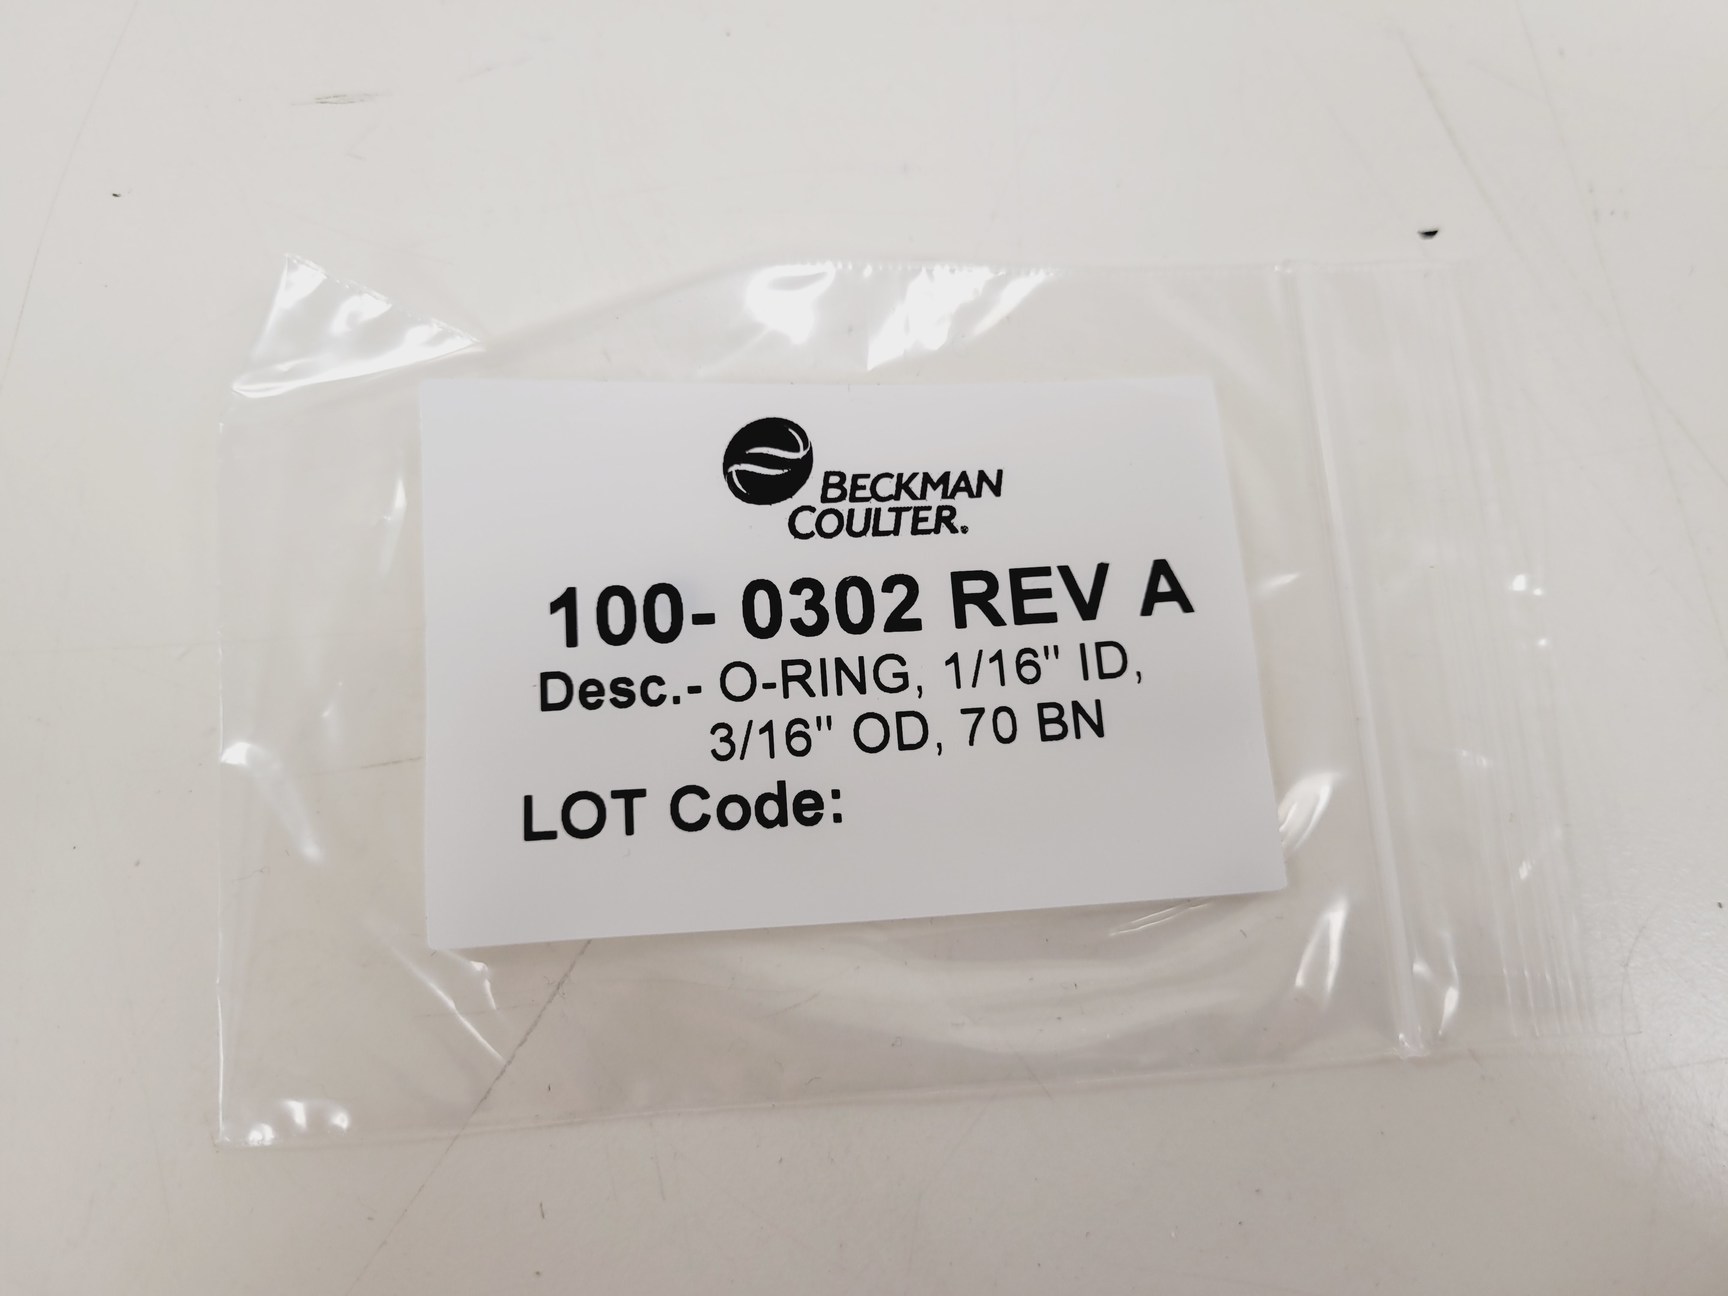 BECKMAN
COULTER®
100- 0302 REV A
Desc.- O-RING, 1/16" ID,
3/16" OD, 70 BN
LOT Code: